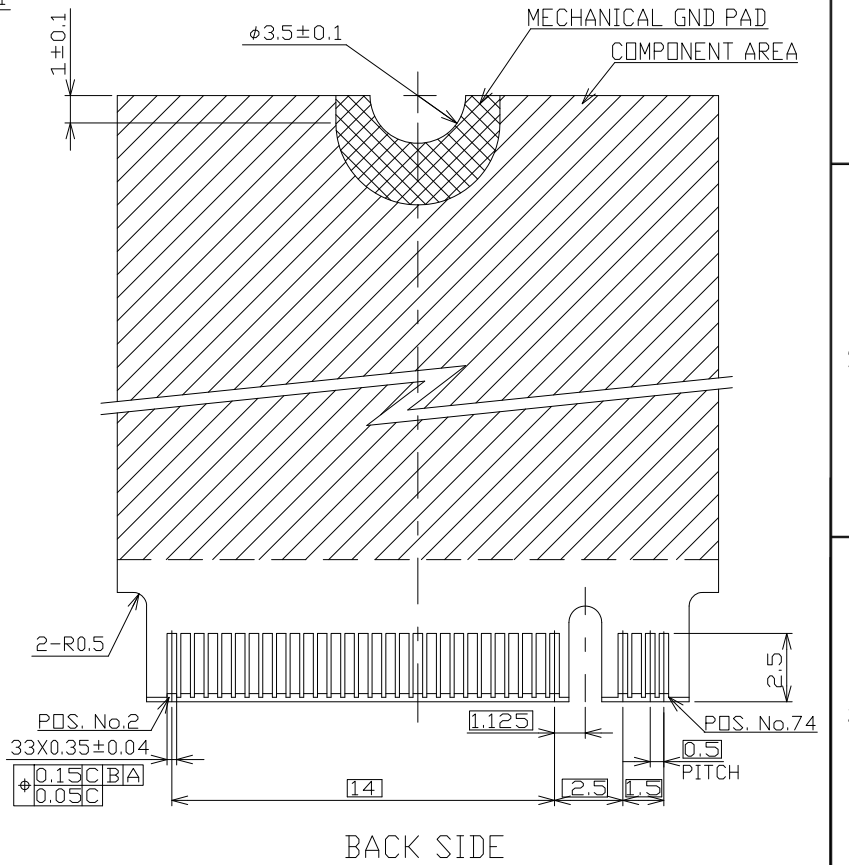 MECHANICAL GND PAD
φ3.5±0.1
COMPONENT AREA
1±0.1
2-R0.5
2.5
POS. No.2
1.125
POS. No.74
33X0.35±0.04
0.5
PITCH
⌖ 0.15 C B A
0.05 C
14
2.5
1.5
BACK SIDE